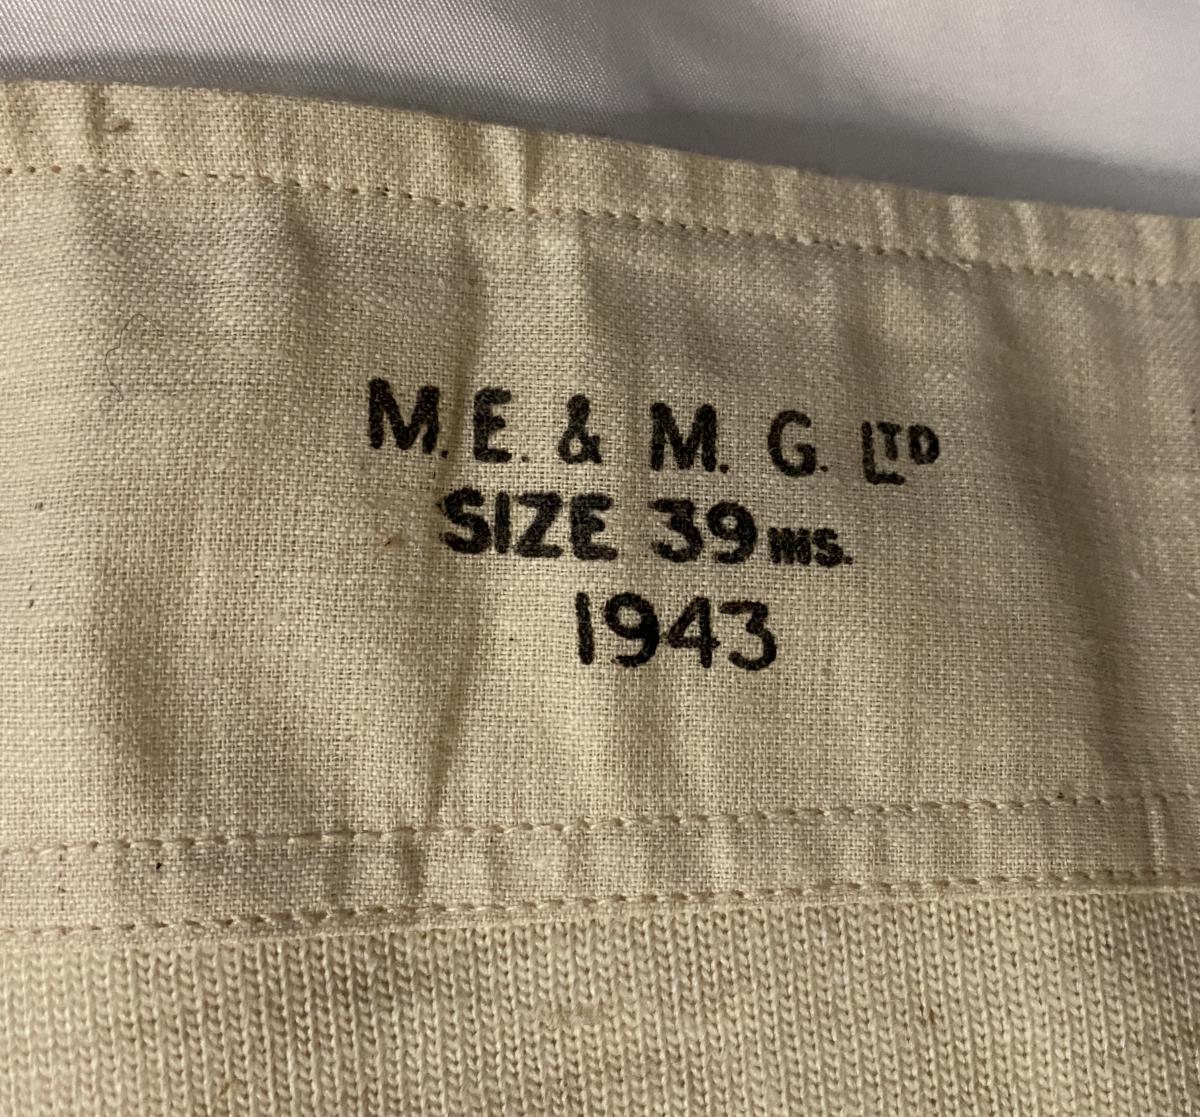 M. E. & M. G. LTD
SIZE 39 INS.
1943